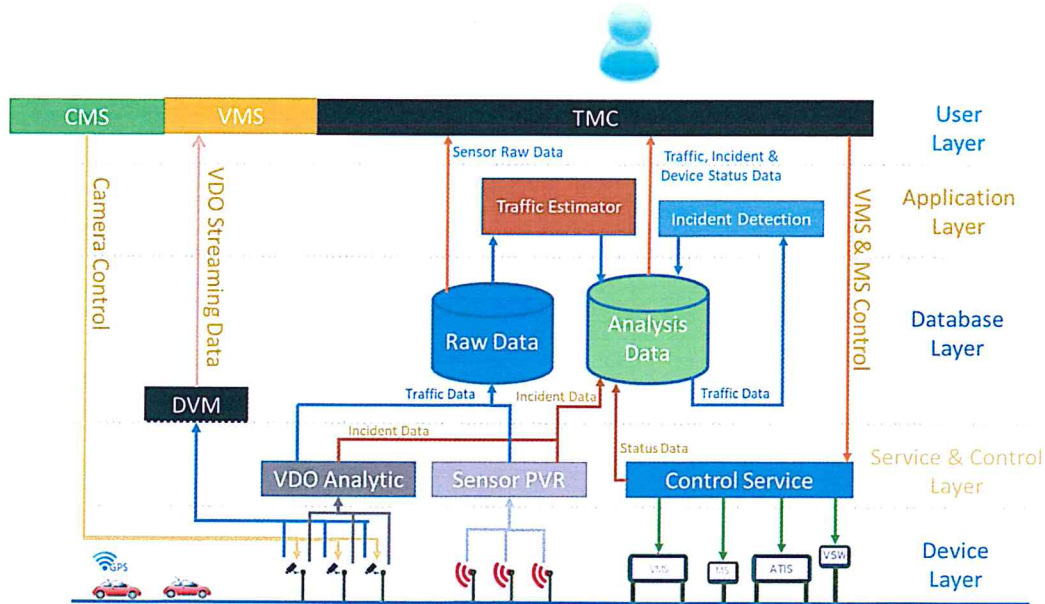 CMS
VMS
TMC
User
Layer
Sensor Raw Data
Traffic, Incident &
Device Status Data
Camera Control
VDO Streaming Data
VMS & MS Control
Traffic Estimator
Incident Detection
Application
Layer
Raw Data
Analysis
Data
Database
Layer
DVM
Traffic Data
Incident Data
Traffic Data
Incident Data
Status Data
VDO Analytic
Sensor PVR
Control Service
Service & Control
Layer
GPS
VMS
MS
ATIS
VSW
Device
Layer